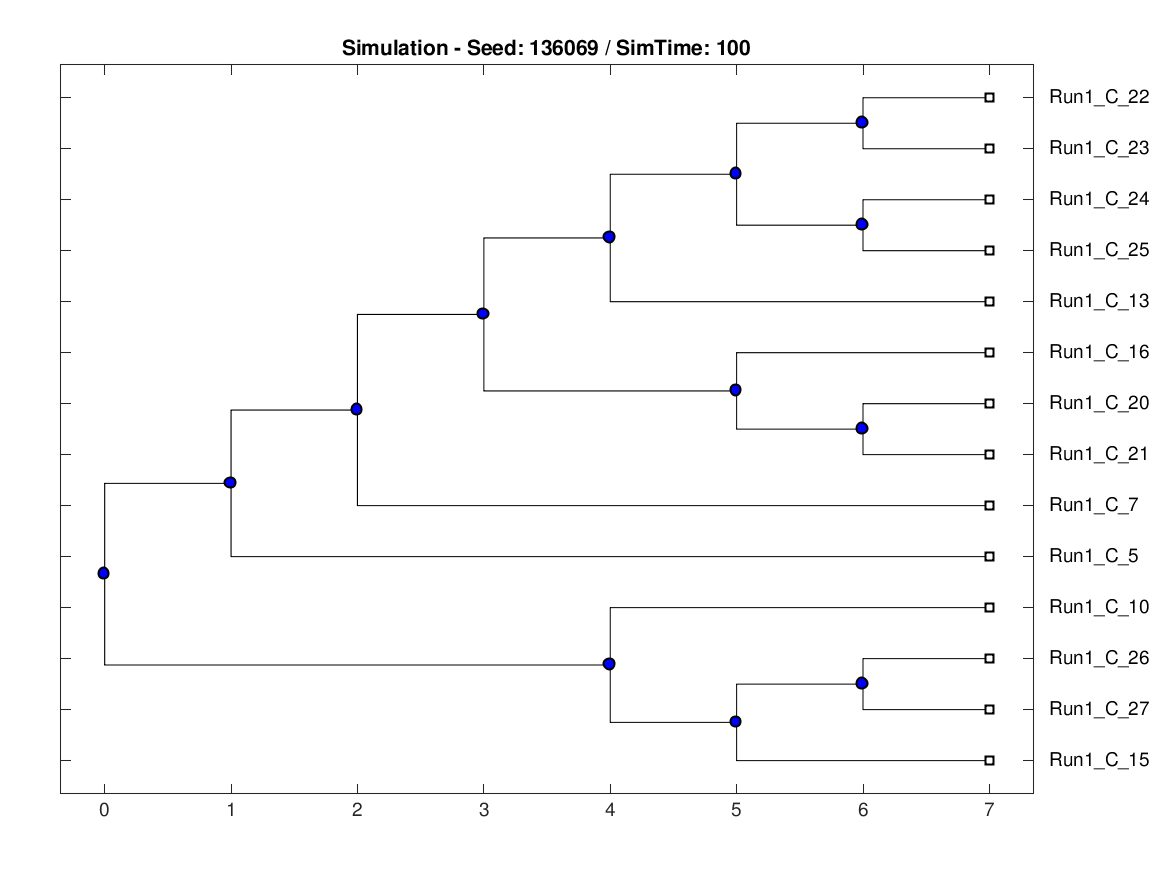 Simulation - Seed: 136069 / SimTime: 100
Run1_C_22
Run1_C_23
Run1_C_24
Run1_C_25
Run1_C_13
Run1_C_16
Run1_C_20
Run1_C_21
Run1_C_7
Run1_C_5
Run1_C_10
Run1_C_26
Run1_C_27
Run1_C_15
0 1 2 3 4 5 6 7